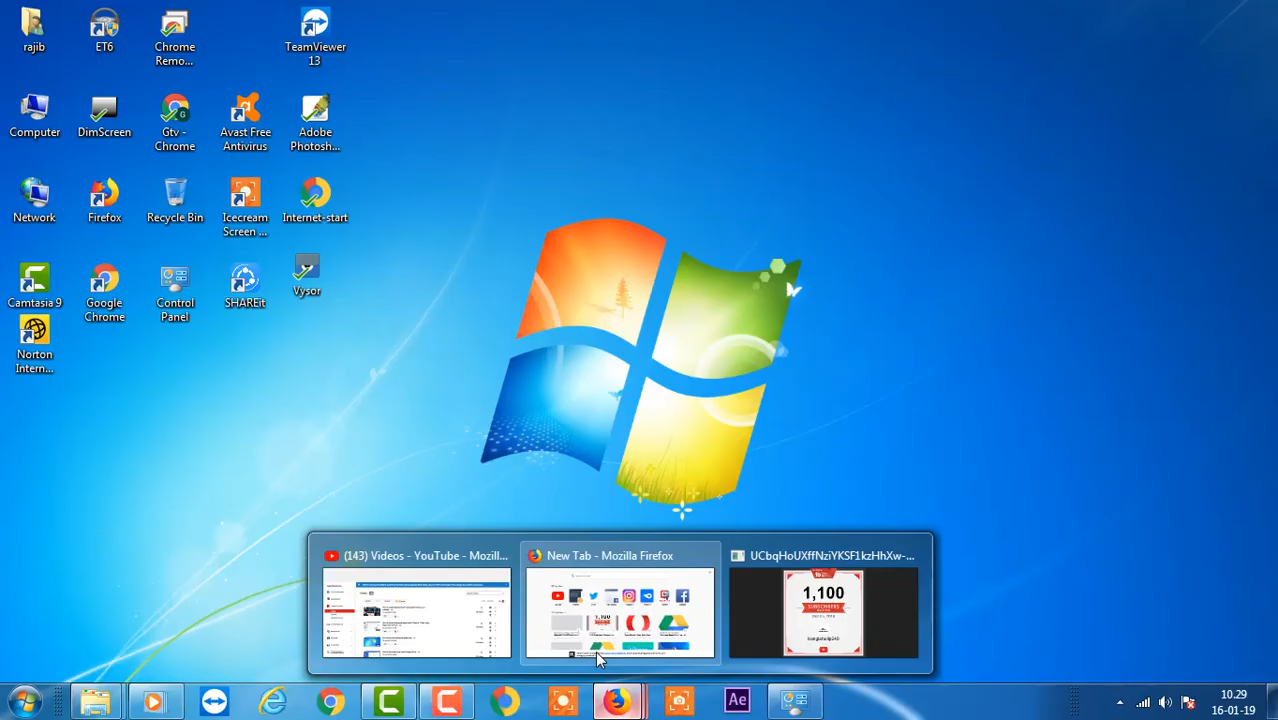 rajib
ET6
Chrome
Remo...
TeamViewer
13
Computer
DimScreen
Gtv -
Chrome
Avast Free
Antivirus
Adobe
Photosh...
Network
Firefox
Recycle Bin
Icecream
Screen ...
Internet-start
Camtasia 9
Google
Chrome
Control
Panel
SHAREit
Vysor
Norton
Intern...
(143) Videos - YouTube - Mozill...
New Tab - Mozilla Firefox
UCbqHoUXffNziYKSF1kzHhXw-...
1,100
SUBSCRIBERS
Ae
10.29
16-01-19